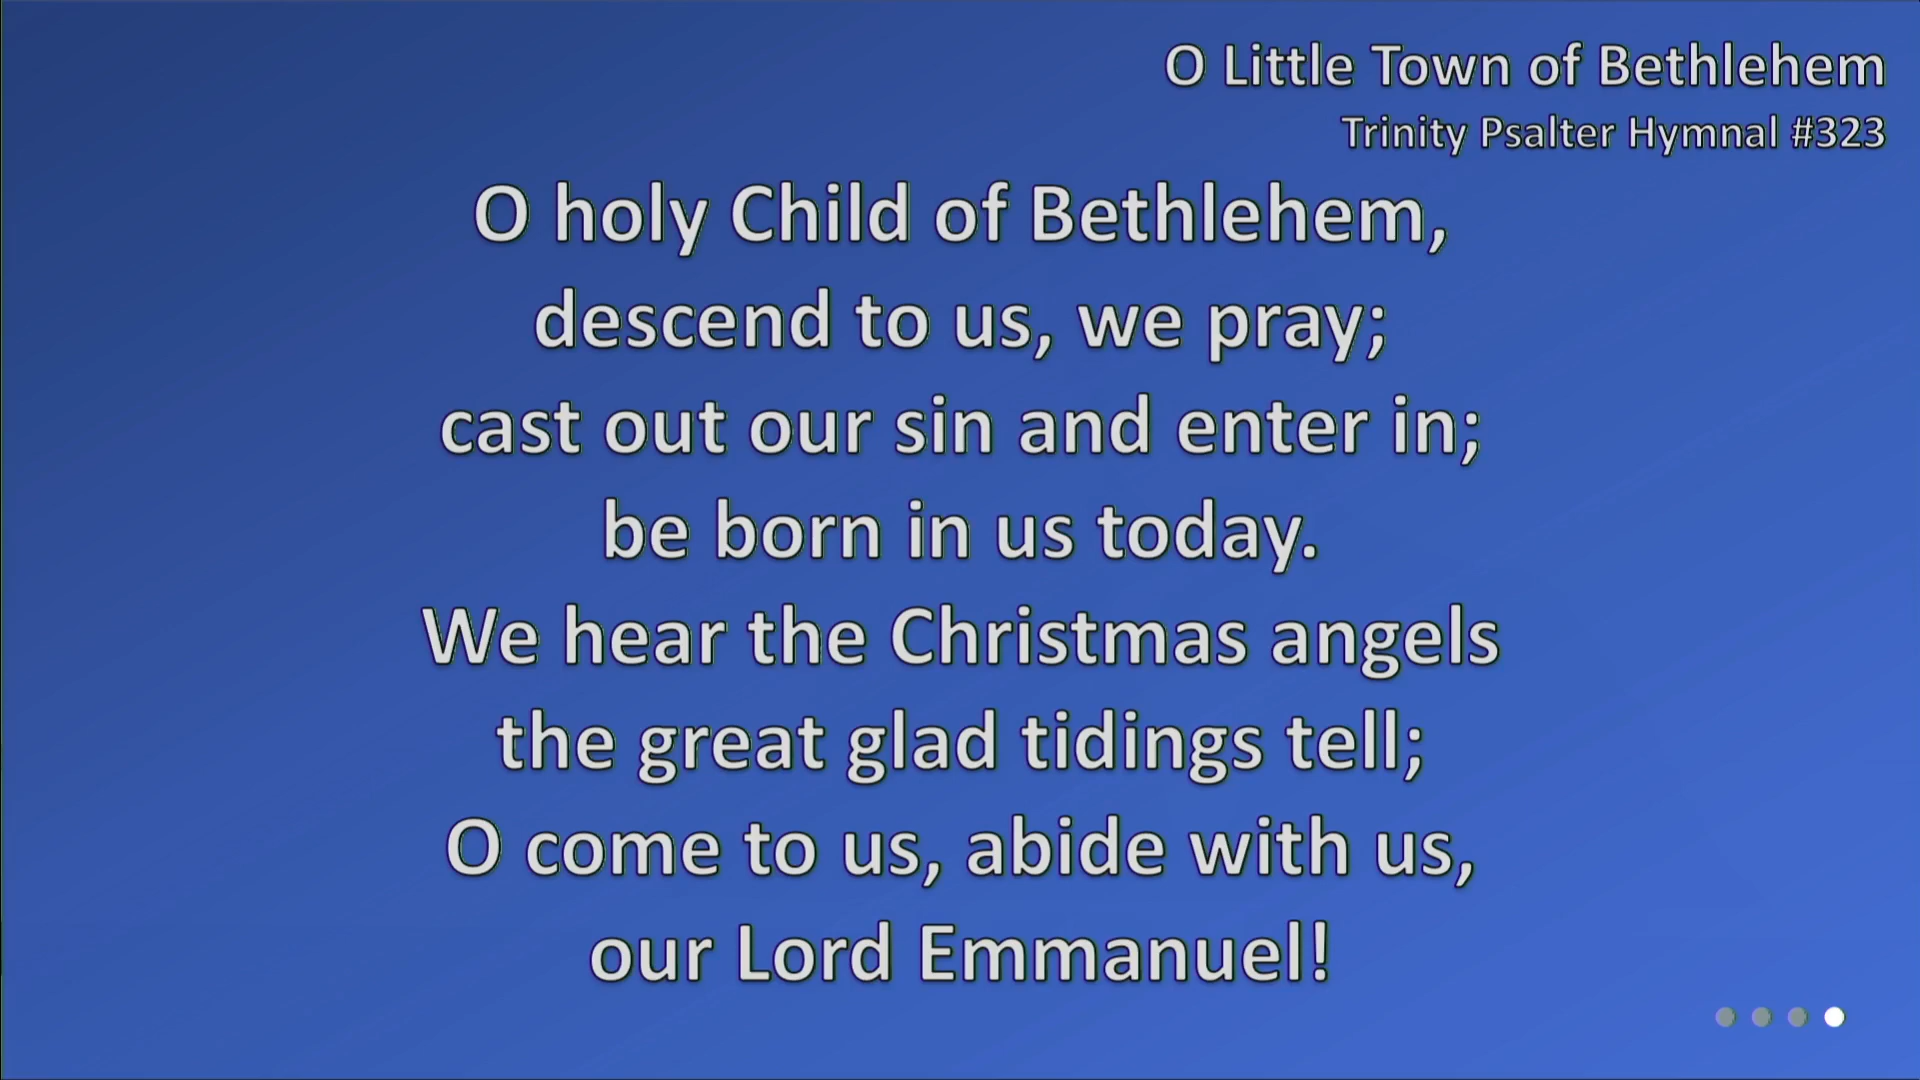 O Little Town of Bethlehem
Trinity Psalter Hymnal #323
O holy Child of Bethlehem,
descend to us, we pray;
cast out our sin and enter in;
be born in us today.
We hear the Christmas angels
the great glad tidings tell;
O come to us, abide with us,
our Lord Emmanuel!